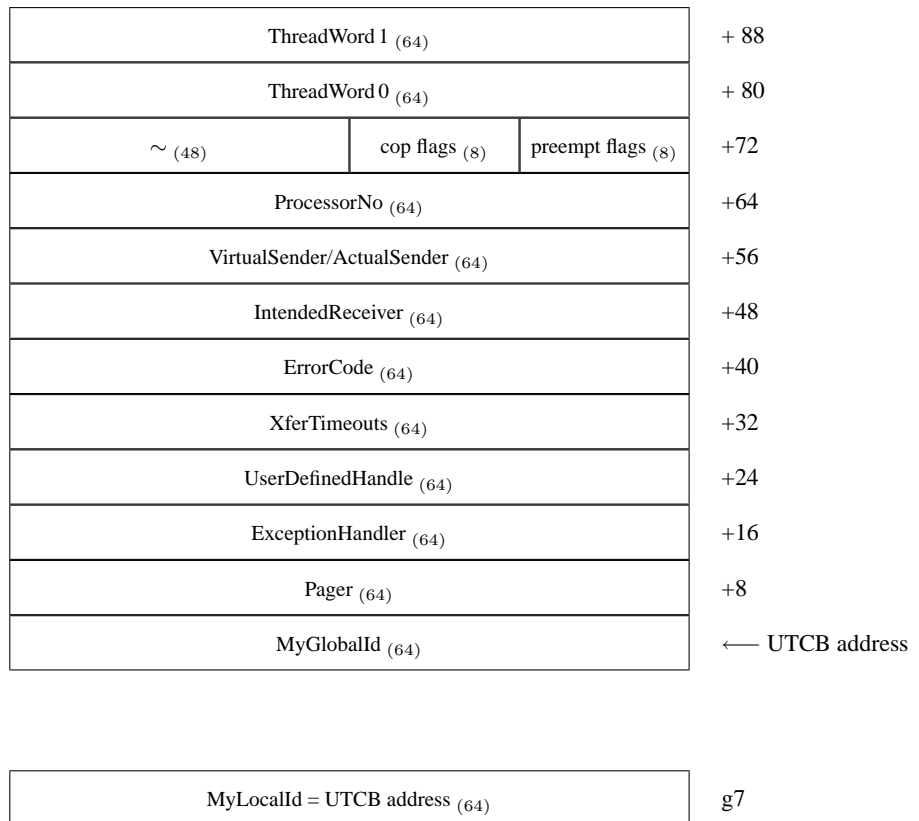 ThreadWord 1 (64) + 88
ThreadWord 0 (64) + 80
~ (48) cop flags (8) preempt flags (8) +72
ProcessorNo (64) +64
VirtualSender/ActualSender (64) +56
IntendedReceiver (64) +48
ErrorCode (64) +40
XferTimeouts (64) +32
UserDefinedHandle (64) +24
ExceptionHandler (64) +16
Pager (64) +8
MyGlobalId (64) ← UTCB address
MyLocalId = UTCB address (64) g7